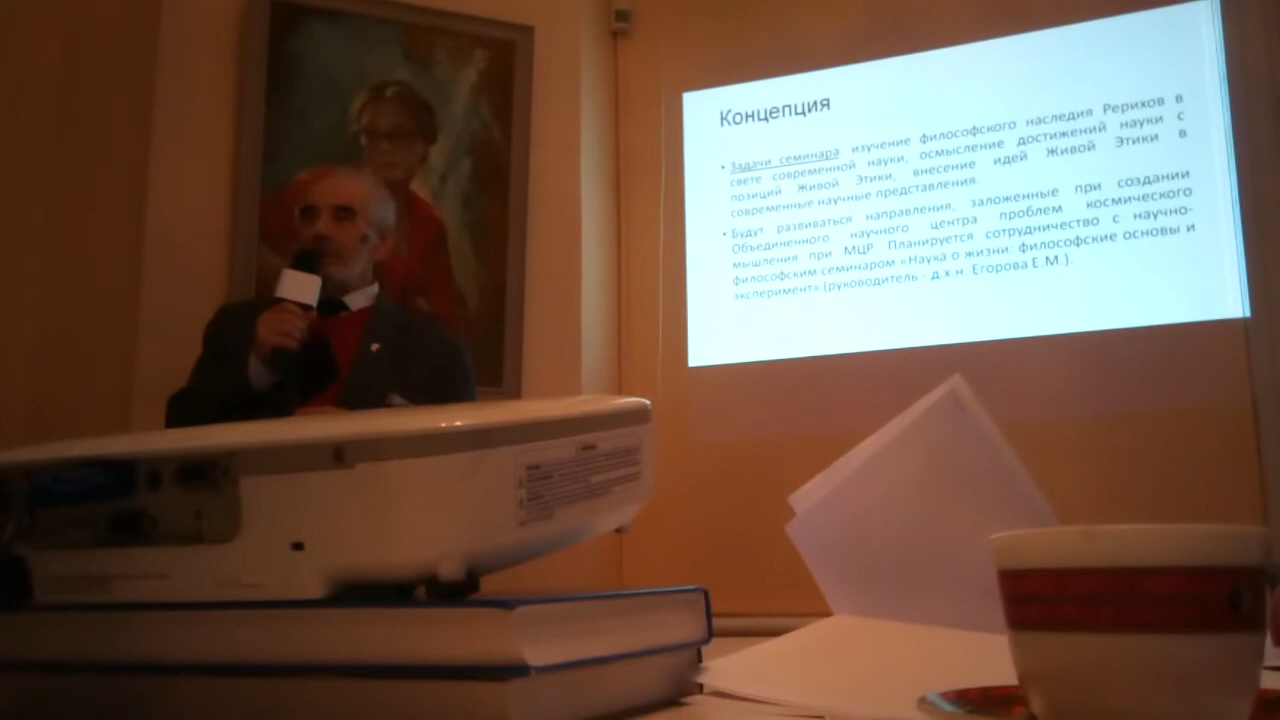 Концепция
• Задачи семинара: изучение философского наследия Рерихов в
свете современной науки, осмысление достижений науки с
позиций Живой Этики, внесение идей Живой Этики в
современные научные представления.
• Будут развиваться направления, заложенные при создании
Объединенного научного центра проблем космического
мышления при МЦР. Планируется сотрудничество с научно-
философским семинаром «Наука о жизни: философские основы и
эксперимент» (руководитель - д.х.н. Егорова Е.М.).